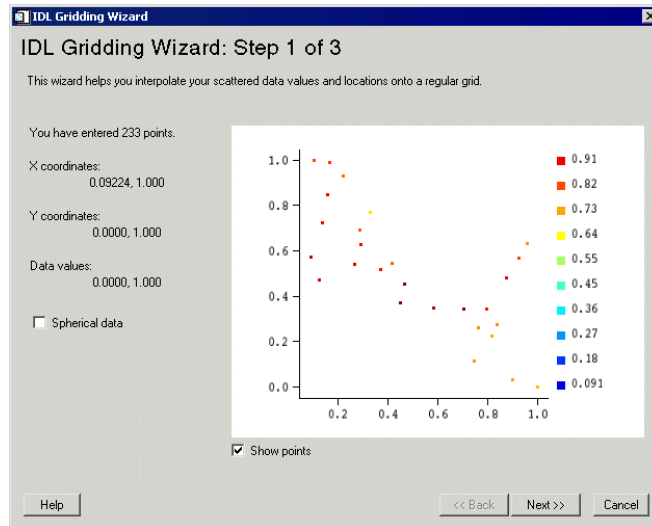 IDL Gridding Wizard
IDL Gridding Wizard: Step 1 of 3
This wizard helps you interpolate your scattered data values and locations onto a regular grid.
You have entered 233 points.
X coordinates:
0.09224, 1.000
Y coordinates:
0.0000, 1.000
Data values:
0.0000, 1.000
Spherical data
1.0
0.8
0.6
0.4
0.2
0.0
0.2 0.4 0.6 0.8 1.0
0.91
0.82
0.73
0.64
0.55
0.45
0.36
0.27
0.18
0.091
Show points
Help << Back Next >> Cancel